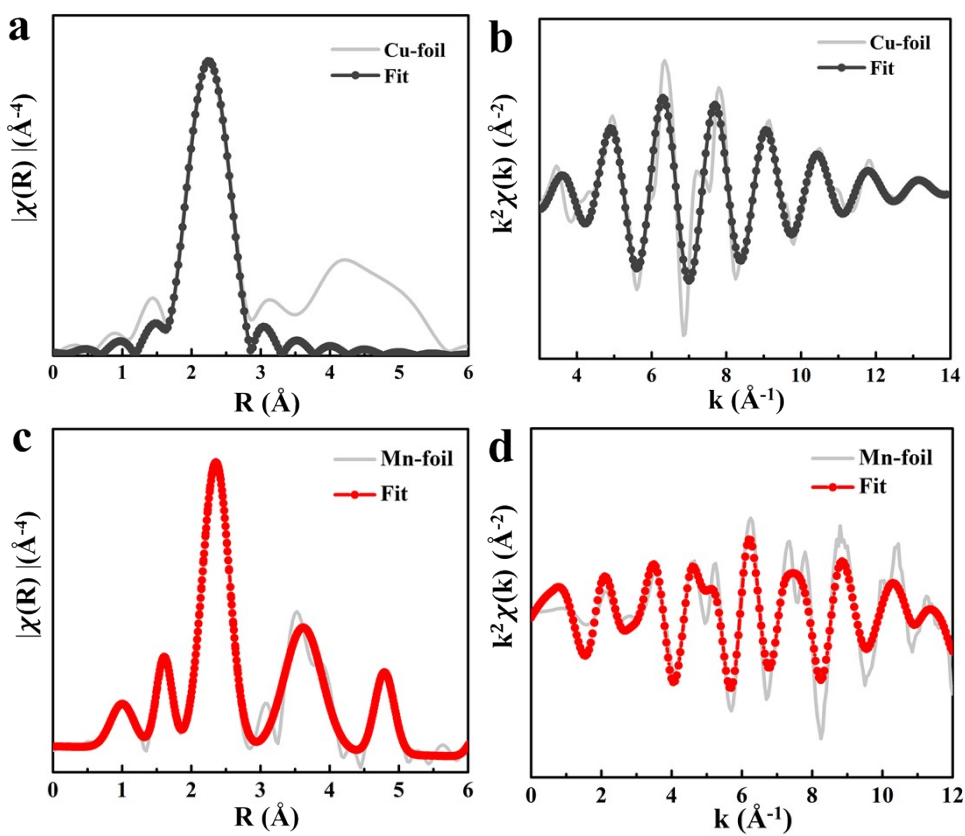 a
Cu-foil
Fit
|χ(R) |(Å⁻⁴)
0 1 2 3 4 5 6
R (Å)
b
Cu-foil
Fit
k²χ(k) (Å⁻²)
4 6 8 10 12 14
k (Å⁻¹)
c
Mn-foil
Fit
|χ(R) |(Å⁻⁴)
0 1 2 3 4 5 6
R (Å)
d
Mn-foil
Fit
k²χ(k) (Å⁻²)
0 2 4 6 8 10 12
k (Å⁻¹)